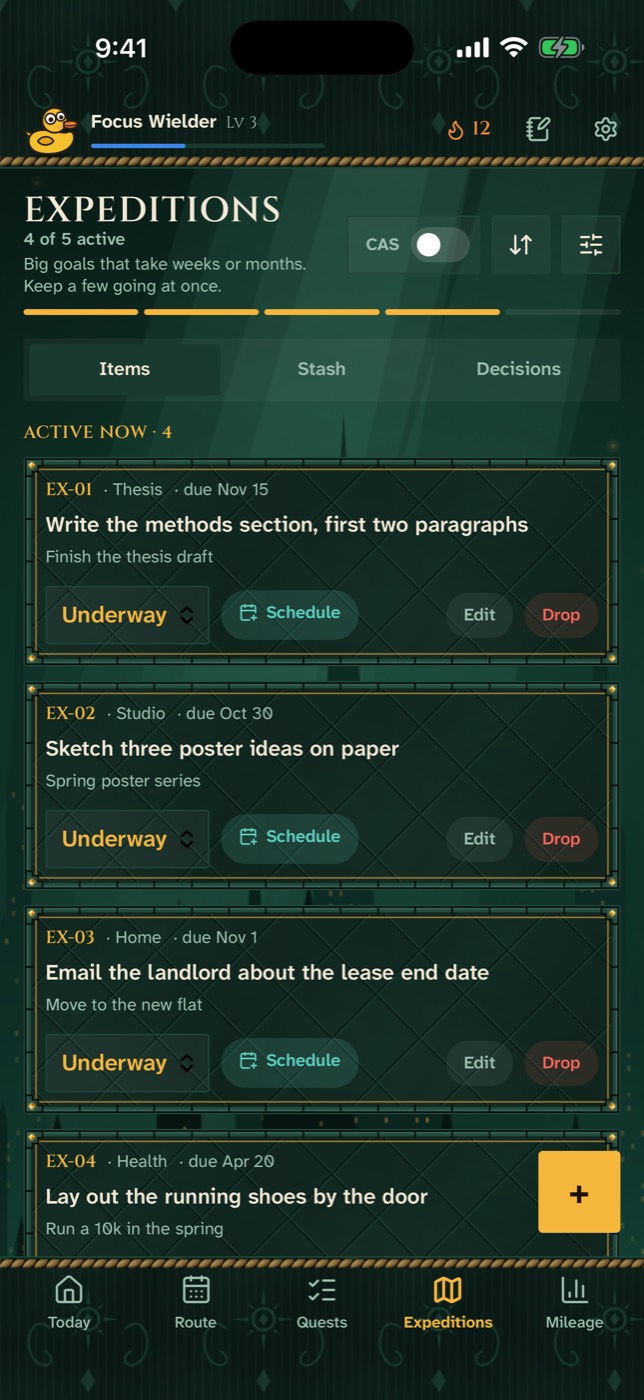 9:41
Focus Wielder Lv 3
12
EXPEDITIONS
4 of 5 active
Big goals that take weeks or months.
Keep a few going at once.
CAS
Items Stash Decisions
ACTIVE NOW · 4
EX-01 · Thesis · due Nov 15
Write the methods section, first two paragraphs
Finish the thesis draft
Underway Schedule Edit Drop
EX-02 · Studio · due Oct 30
Sketch three poster ideas on paper
Spring poster series
Underway Schedule Edit Drop
EX-03 · Home · due Nov 1
Email the landlord about the lease end date
Move to the new flat
Underway Schedule Edit Drop
EX-04 · Health · due Apr 20
Lay out the running shoes by the door
Run a 10k in the spring
+
Today Route Quests Expeditions Mileage